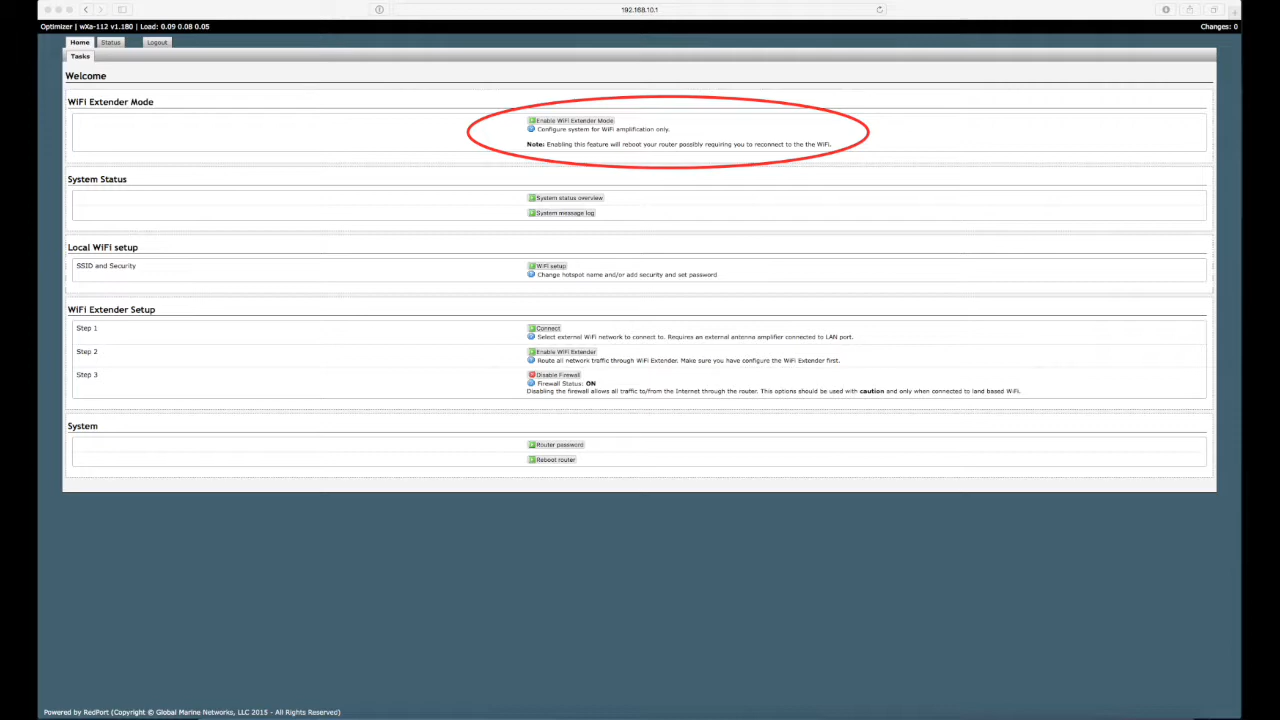 192.168.10.1
Optimizer | wXa-112 v1.180 | Load: 0.09 0.08 0.05
Changes: 0
Home Status Logout
Tasks
Welcome
WiFi Extender Mode
Enable WiFi Extender Mode
Configure system for WiFi amplification only.
Note: Enabling this feature will reboot your router possibly requiring you to reconnect to the the WiFi.
System Status
System status overview
System message log
Local WiFi setup
SSID and Security
WiFi setup
Change hotspot name and/or add security and set password
WiFi Extender Setup
Step 1
Connect
Select external WiFi network to connect to. Requires an external antenna amplifier connected to LAN port.
Step 2
Enable WiFi Extender
Route all network traffic through WiFi Extender. Make sure you have configure the WiFi Extender first.
Step 3
Disable Firewall
Firewall Status: ON
Disabling the firewall allows all traffic to/from the Internet through the router. This options should be used with caution and only when connected to land based WiFi.
System
Router password
Reboot router
Powered by RedPort (Copyright © Global Marine Networks, LLC 2015 - All Rights Reserved)